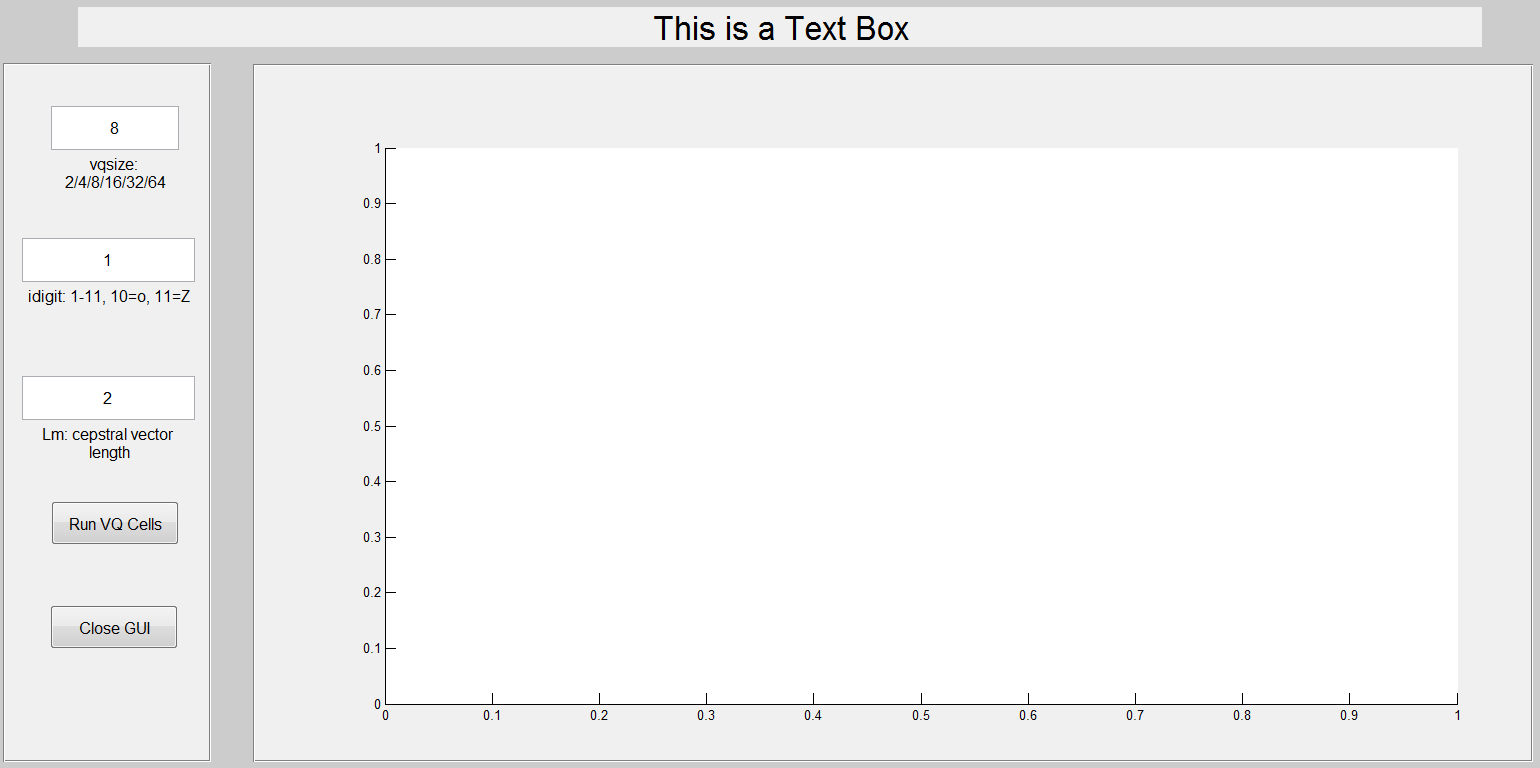 This is a Text Box
8
vqsize:
2/4/8/16/32/64
1
idigit: 1-11, 10=o, 11=Z
2
Lm: cepstral vector
length
Run VQ Cells
Close GUI
1
0.9
0.8
0.7
0.6
0.5
0.4
0.3
0.2
0.1
0
0 0.1 0.2 0.3 0.4 0.5 0.6 0.7 0.8 0.9 1